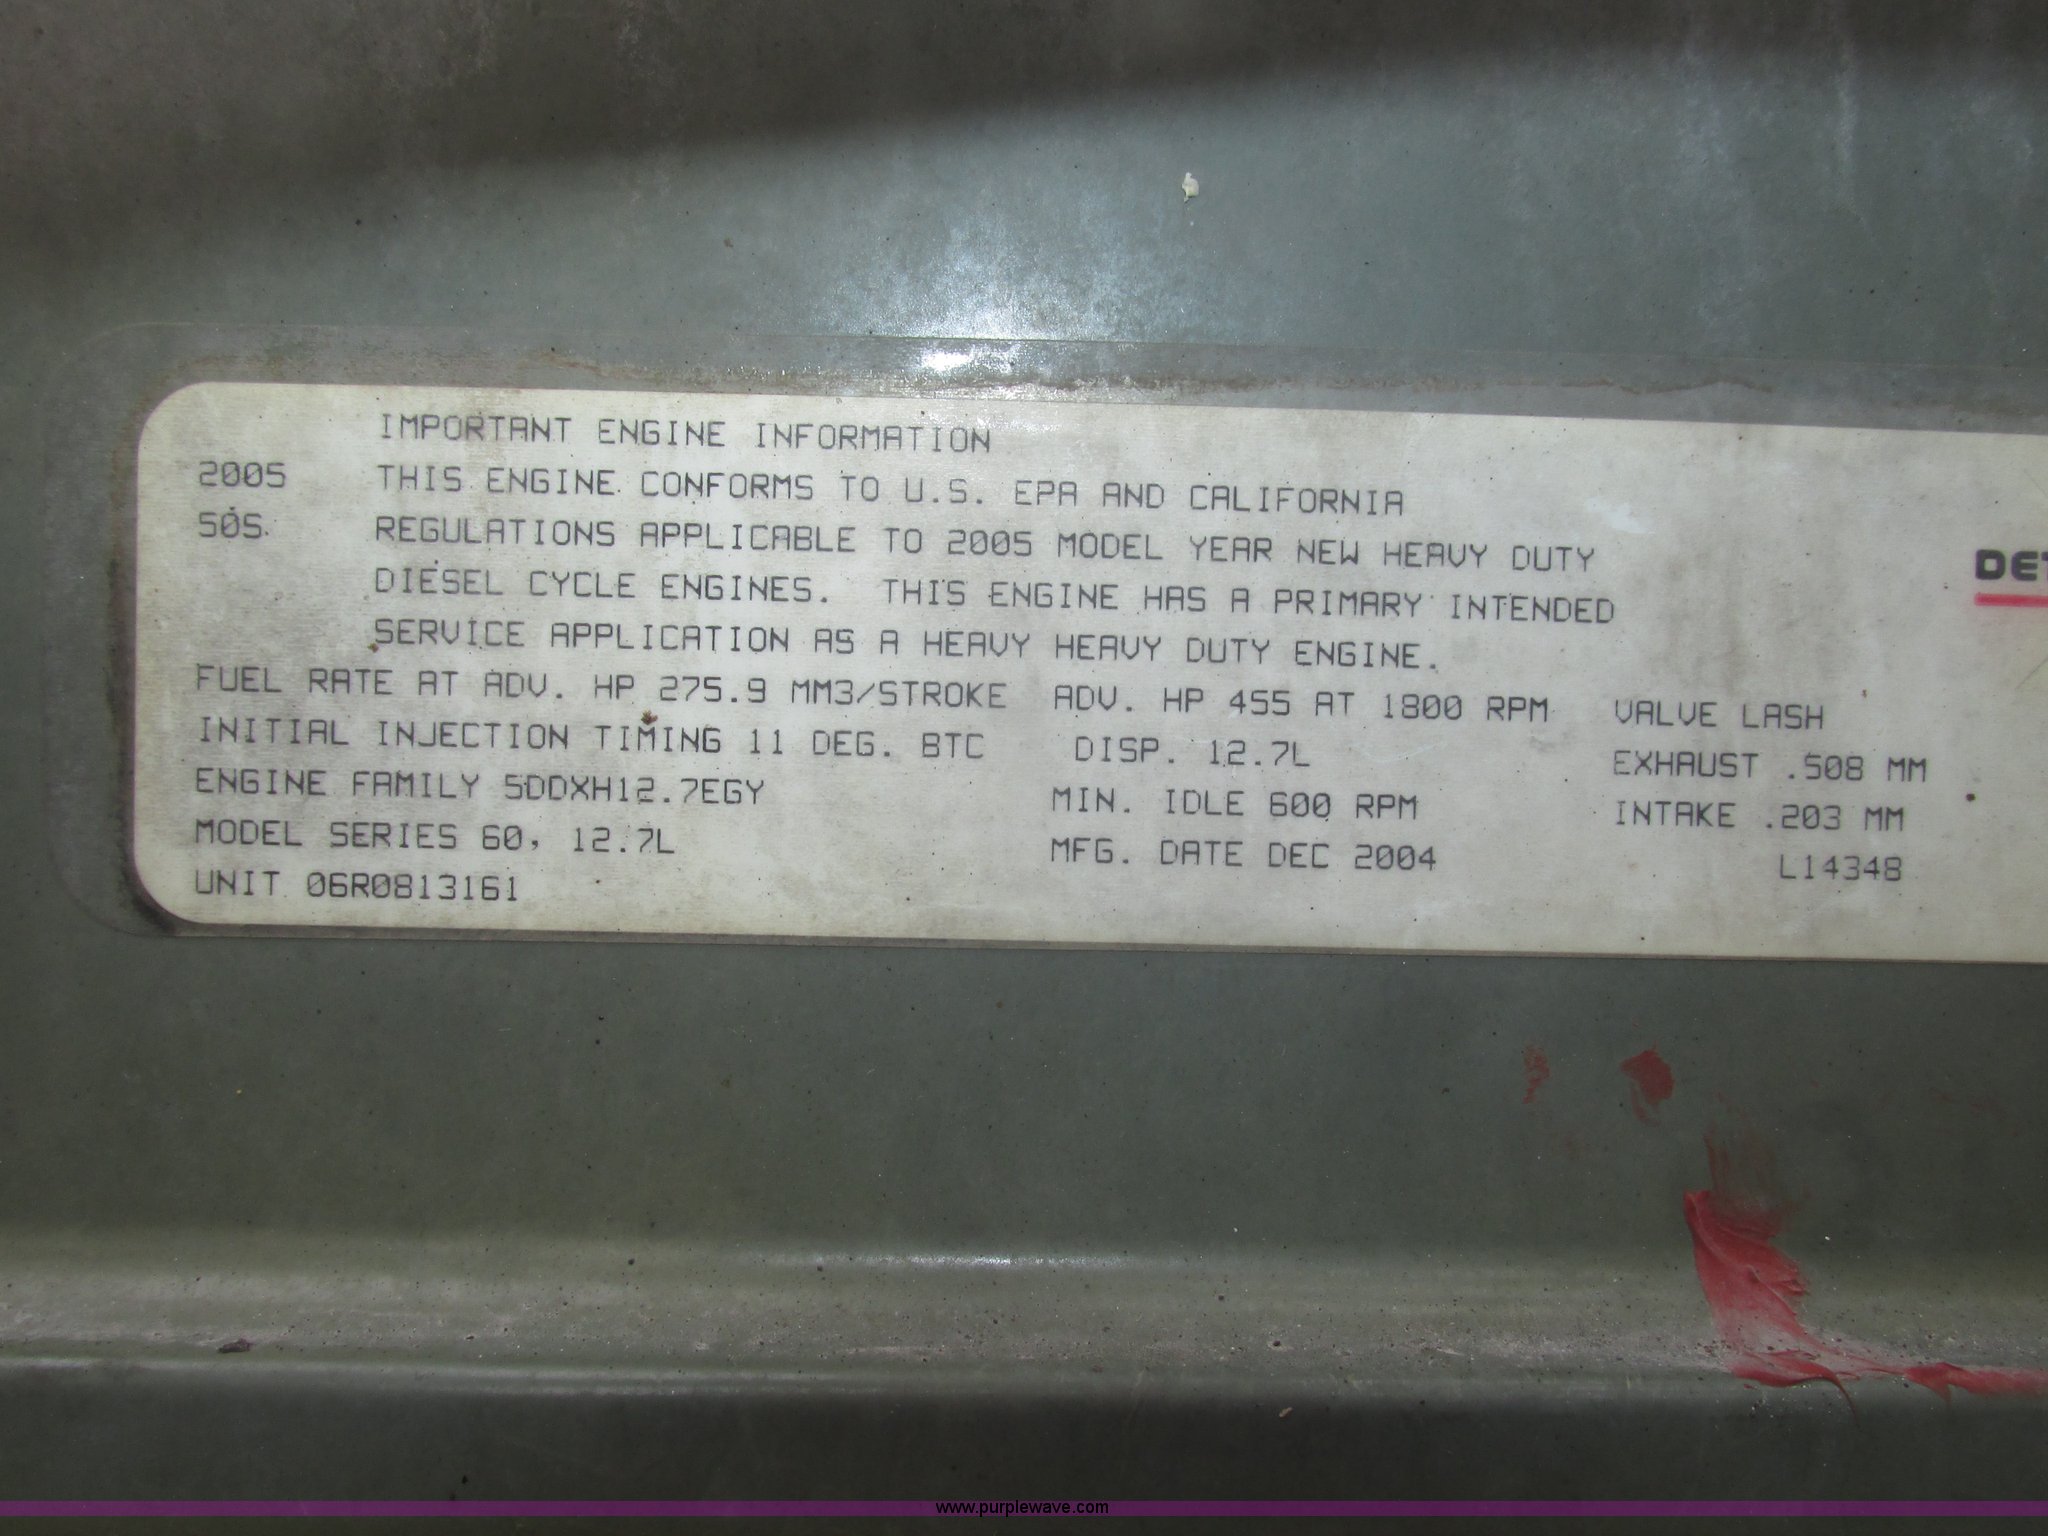 IMPORTANT ENGINE INFORMATION
2005 THIS ENGINE CONFORMS TO U.S. EPA AND CALIFORNIA
50S REGULATIONS APPLICABLE TO 2005 MODEL YEAR NEW HEAVY DUTY
DIESEL CYCLE ENGINES. THIS ENGINE HAS A PRIMARY INTENDED
SERVICE APPLICATION AS A HEAVY HEAVY DUTY ENGINE.
DET
FUEL RATE AT ADV. HP 275.9 MM3/STROKE ADV. HP 455 AT 1800 RPM VALVE LASH
INITIAL INJECTION TIMING 11 DEG. BTC DISP. 12.7L EXHAUST .508 MM
ENGINE FAMILY 5DDXH12.7EGY MIN. IDLE 600 RPM INTAKE .203 MM
MODEL SERIES 60, 12.7L MFG. DATE DEC 2004 L14348
UNIT 06R0813161
www.purplewave.com